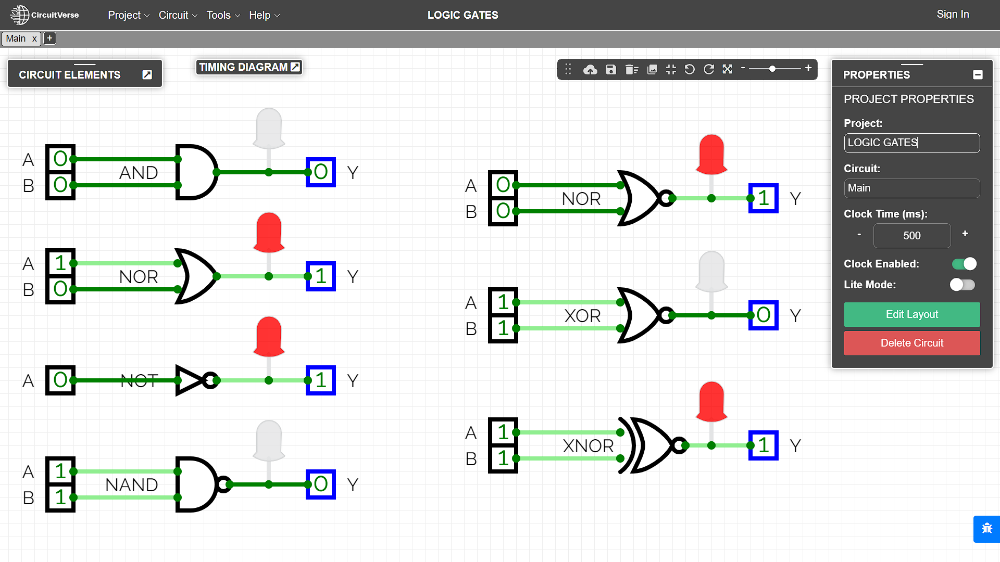 CircuitVerse
Project Circuit Tools Help
LOGIC GATES
Sign In
Main x +
CIRCUIT ELEMENTS
TIMING DIAGRAM
- +
A 0
B 0
AND
0 Y
A 1
B 0
NOR
1 Y
A 0
NOT
1 Y
A 1
B 1
NAND
0 Y
A 0
B 0
NOR
1 Y
A 1
B 1
XOR
0 Y
A 1
B 1
XNOR
1 Y
PROPERTIES
PROJECT PROPERTIES
Project:
LOGIC GATES
Circuit:
Main
Clock Time (ms):
- 500 +
Clock Enabled:
Lite Mode:
Edit Layout
Delete Circuit